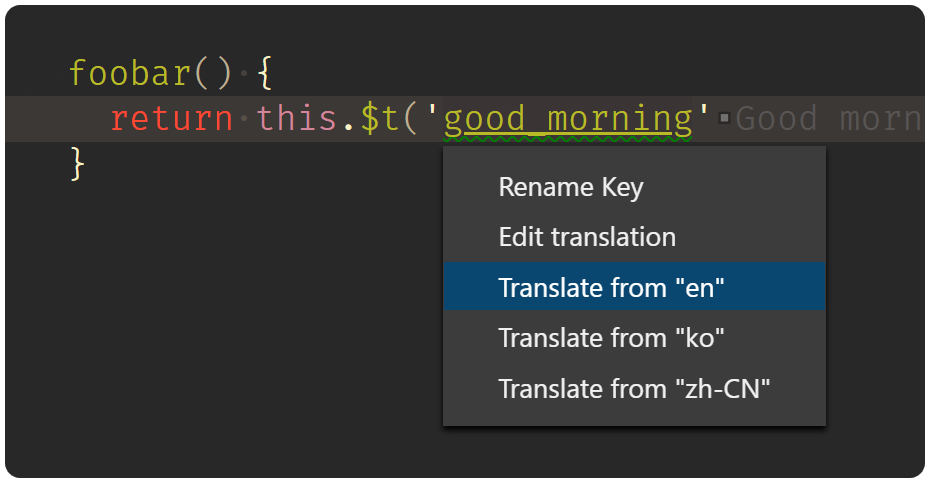 foobar() {
return this.$t('good_morning' Good morn
}
Rename Key
Edit translation
Translate from "en"
Translate from "ko"
Translate from "zh-CN"